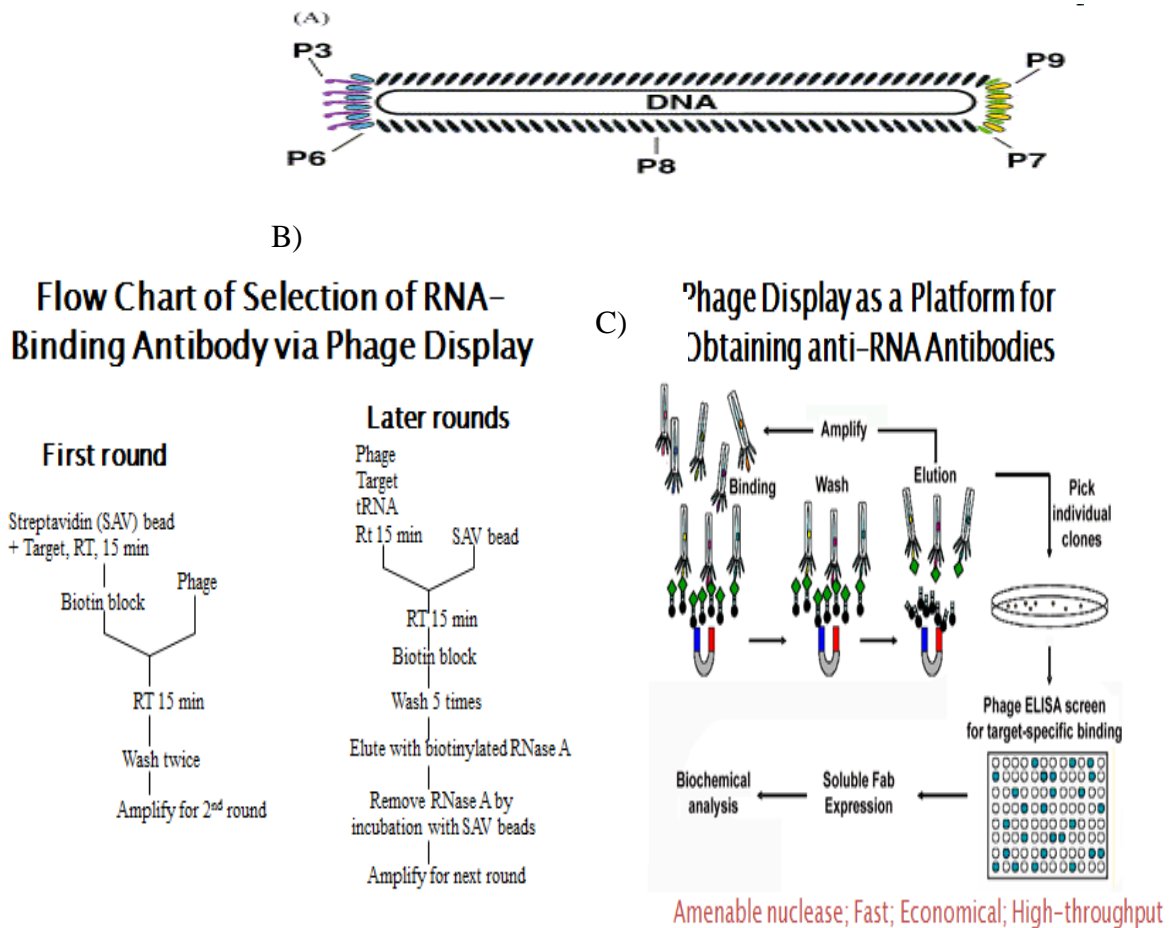 (A)
P3
P9
DNA
P6
P8
P7
B)
Flow Chart of Selection of RNA-
Binding Antibody via Phage Display
First round
Streptavidin (SAV) bead
+ Target, RT, 15 min
Biotin block
Phage
RT 15 min
Wash twice
Amplify for 2nd round
Later rounds
Phage
Target
tRNA
Rt 15 min
SAV bead
RT 15 min
Biotin block
Wash 5 times
Elute with biotinylated RNase A
Remove RNase A by
incubation with SAV beads
Amplify for next round
C)
Phage Display as a Platform for
Obtaining anti-RNA Antibodies
Amplify
Binding
Wash
Elution
Pick
individual
clones
Phage ELISA screen
for target-specific binding
Soluble Fab
Expression
Biochemical
analysis
Amenable nuclease; Fast; Economical; High-throughput